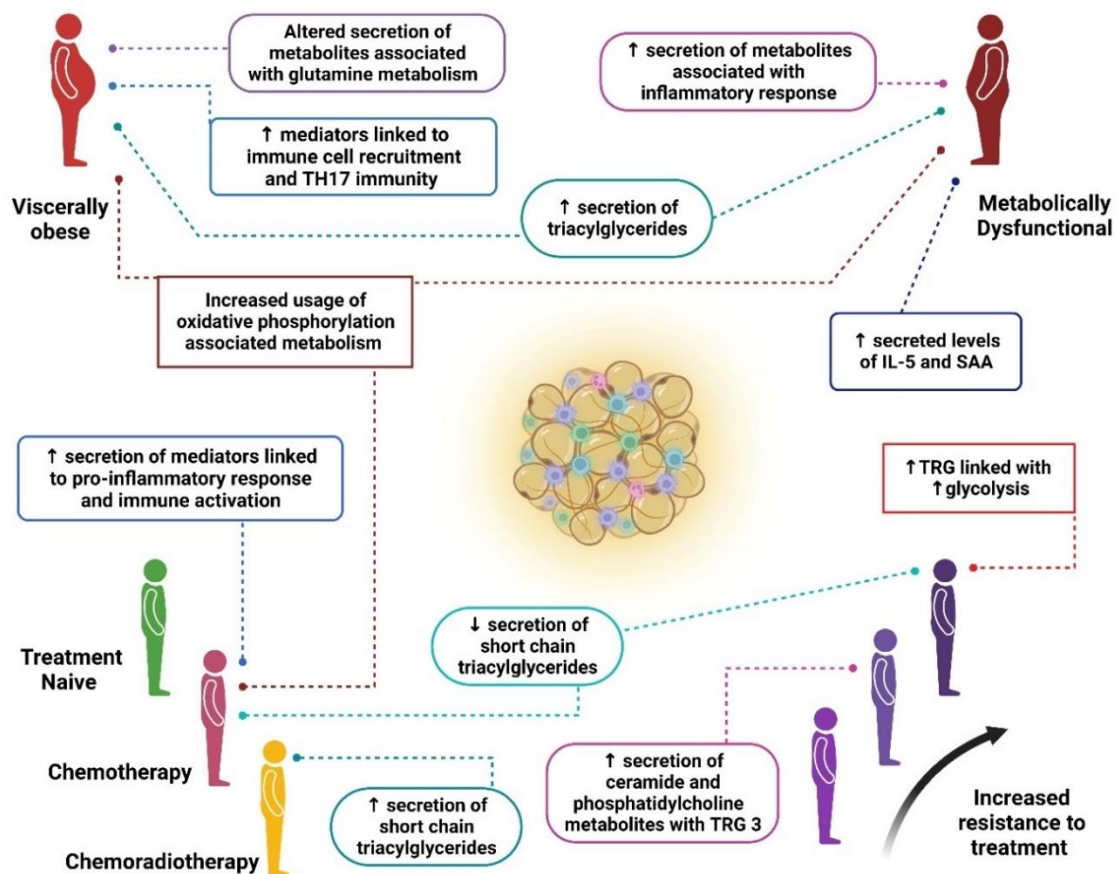 Altered secretion of
metabolites associated
with glutamine metabolism
↑ secretion of metabolites
associated with
inflammatory response
↑ mediators linked to
immune cell recruitment
and TH17 immunity
Viscerally
obese
↑ secretion of
triacylglycerides
Metabolically
Dysfunctional
Increased usage of
oxidative phosphorylation
associated metabolism
↑ secreted levels
of IL-5 and SAA
↑ secretion of mediators linked
to pro-inflammatory response
and immune activation
↑TRG linked with
↑glycolysis
Treatment
Naive
↓ secretion of
short chain
triacylglycerides
Chemotherapy
↑ secretion of
ceramide and
phosphatidylcholine
metabolites with TRG 3
Chemoradiotherapy
↑ secretion of
short chain
triacylglycerides
Increased
resistance to
treatment